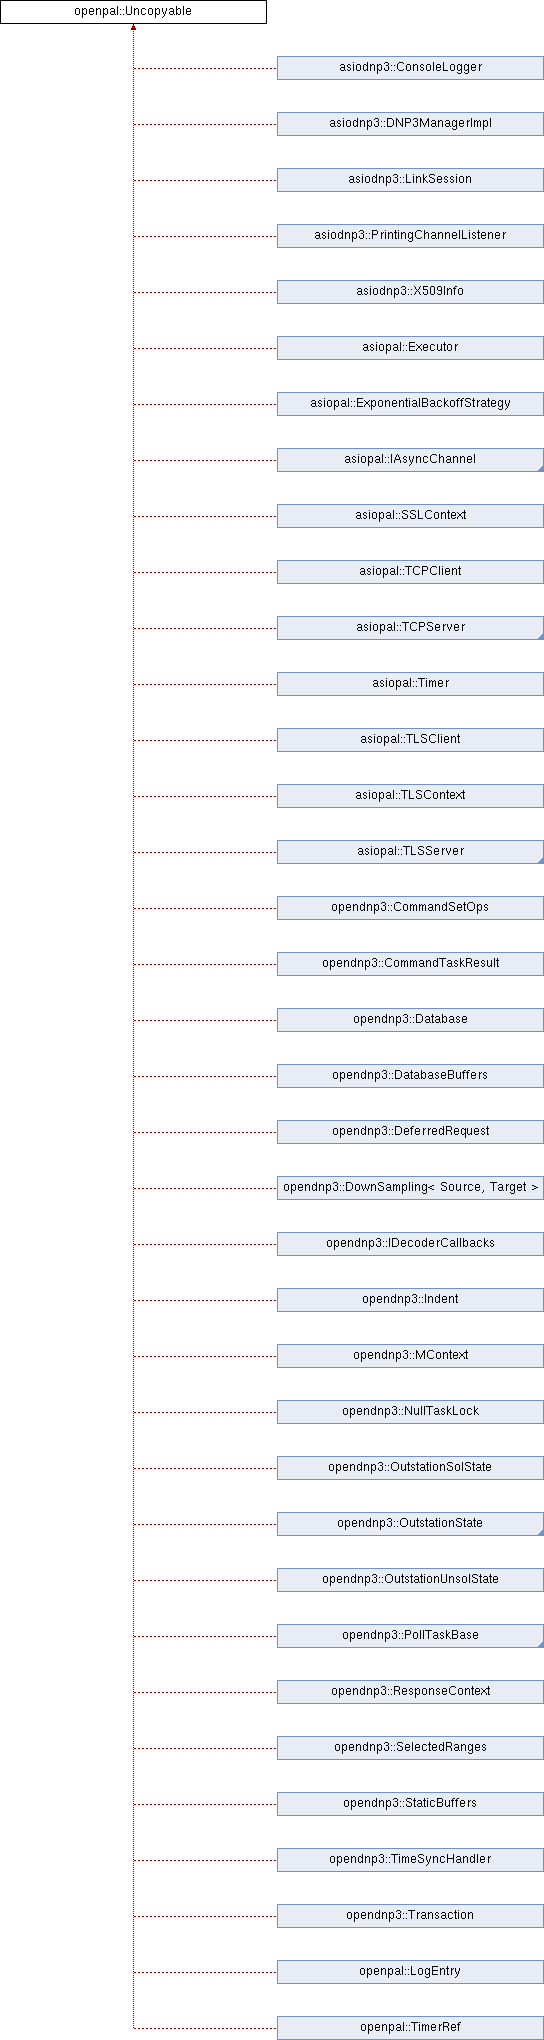 openpal::Uncopyable
asiodnp3::ConsoleLogger
asiodnp3::DNP3ManagerImpl
asiodnp3::LinkSession
asiodnp3::PrintingChannelListener
asiodnp3::X509Info
asiopal::Executor
asiopal::ExponentialBackoffStrategy
asiopal::IAsyncChannel
asiopal::SSLContext
asiopal::TCPClient
asiopal::TCPServer
asiopal::Timer
asiopal::TLSClient
asiopal::TLSContext
asiopal::TLSServer
opendnp3::CommandSetOps
opendnp3::CommandTaskResult
opendnp3::Database
opendnp3::DatabaseBuffers
opendnp3::DeferredRequest
opendnp3::DownSampling< Source, Target >
opendnp3::IDecoderCallbacks
opendnp3::Indent
opendnp3::MContext
opendnp3::NullTaskLock
opendnp3::OutstationSolState
opendnp3::OutstationState
opendnp3::OutstationUnsolState
opendnp3::PollTaskBase
opendnp3::ResponseContext
opendnp3::SelectedRanges
opendnp3::StaticBuffers
opendnp3::TimeSyncHandler
opendnp3::Transaction
openpal::LogEntry
openpal::TimerRef